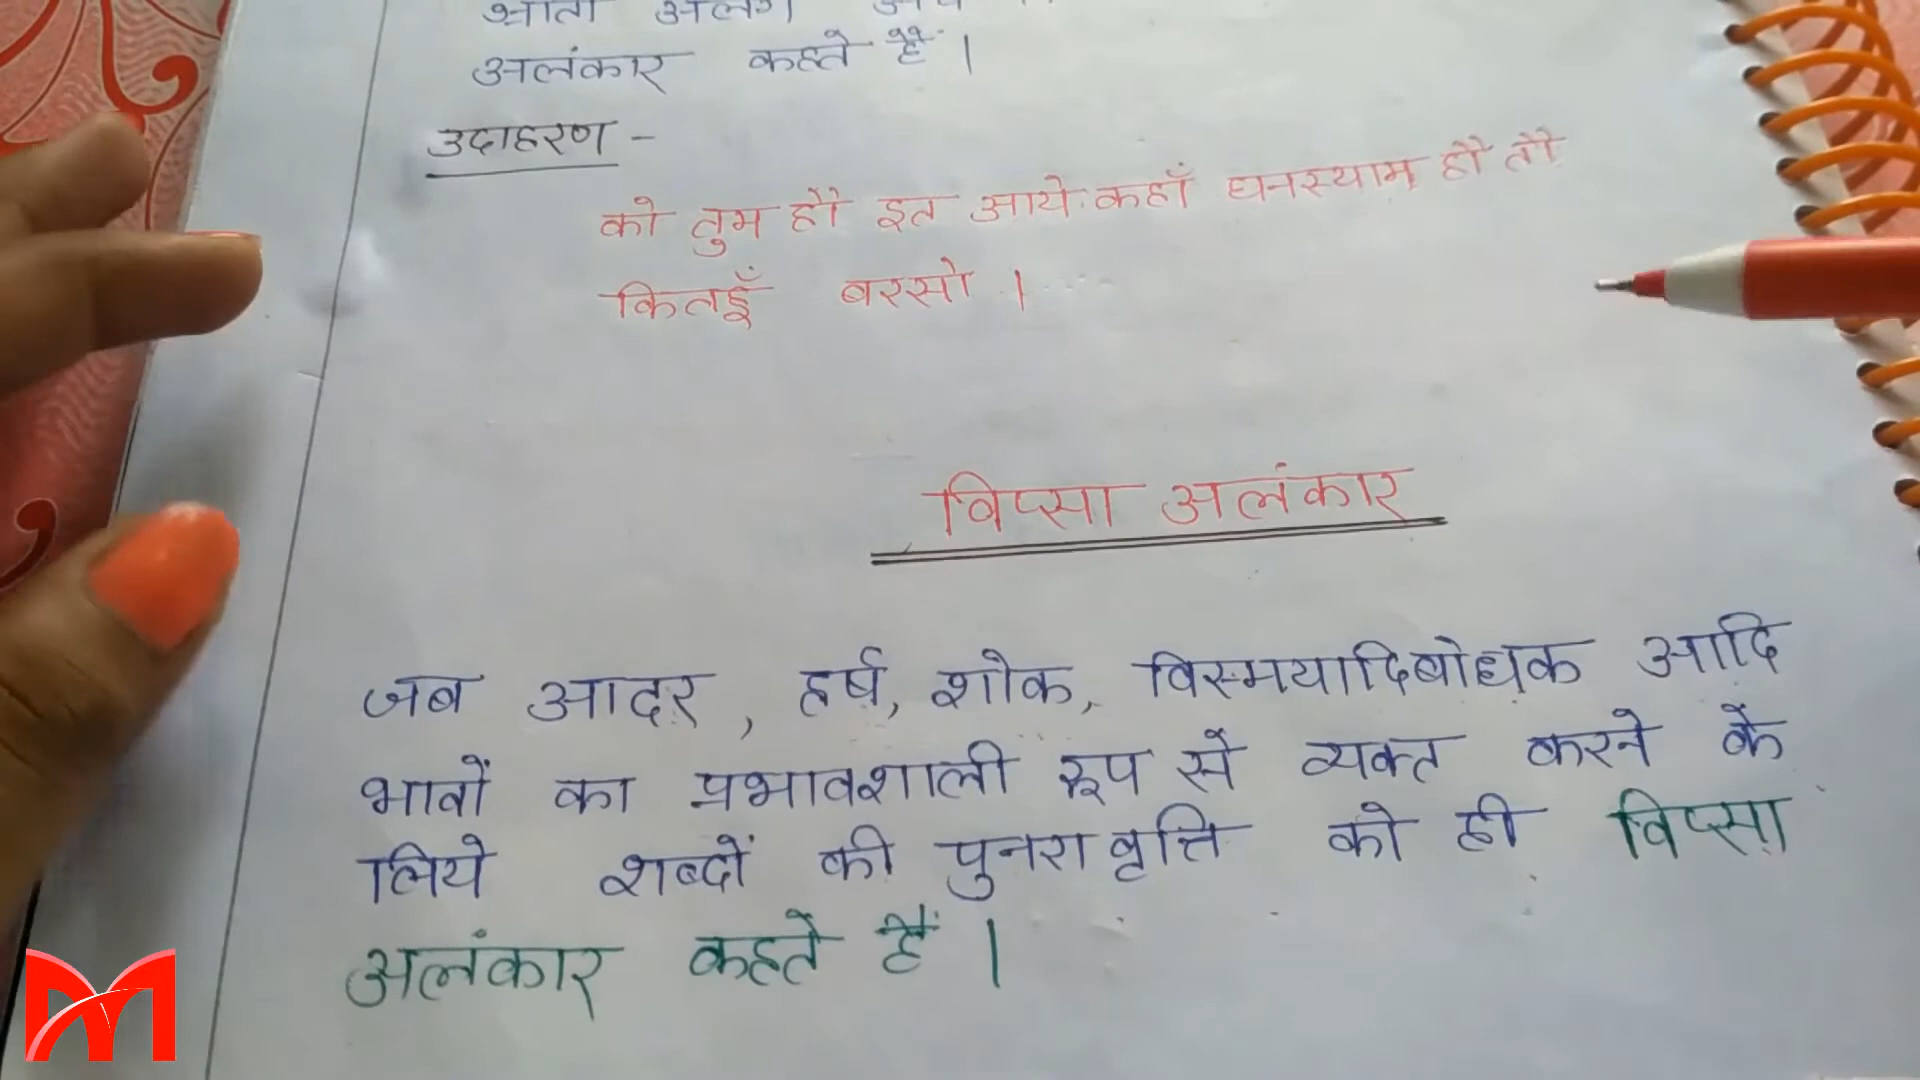 अलंकार कहते हैं ।
उदाहरण -
को तुम हौ इत आये कहाँ घनस्याम हौ तौ
कितहूँ बरसो ।
विप्सा अलंकार
जब आदर, हर्ष, शोक, विस्मयादिबोधक आदि
भावों का प्रभावशाली रूप से व्यक्त करने के
लिये शब्दों की पुनरावृत्ति को ही विप्सा
अलंकार कहते हैं ।